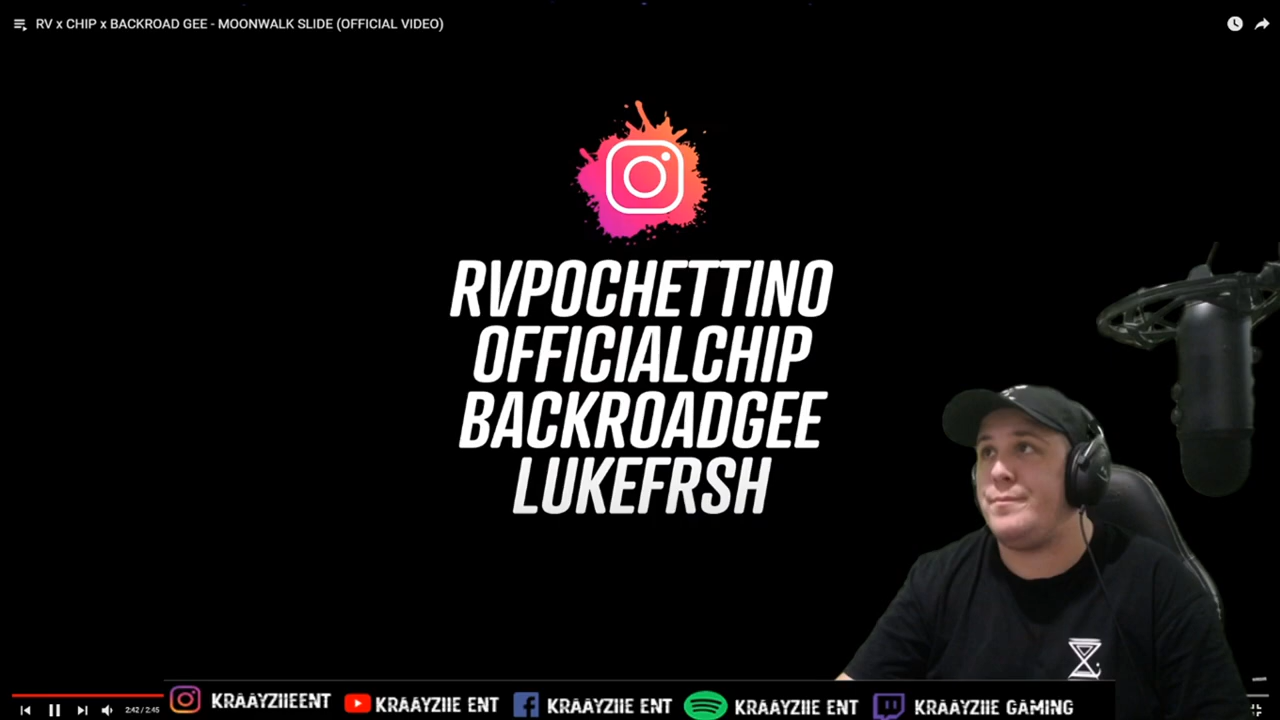 RV x CHIP x BACKROAD GEE - MOONWALK SLIDE (OFFICIAL VIDEO)
RVPOCHETTINO
OFFICIALCHIP
BACKROADGEE
LUKEFRSH
2:42 / 2:45
KRAAYZIIEENT
KRAAYZIIE ENT
KRAAYZIIE ENT
KRAAYZIIE ENT
KRAAYZIIE GAMING